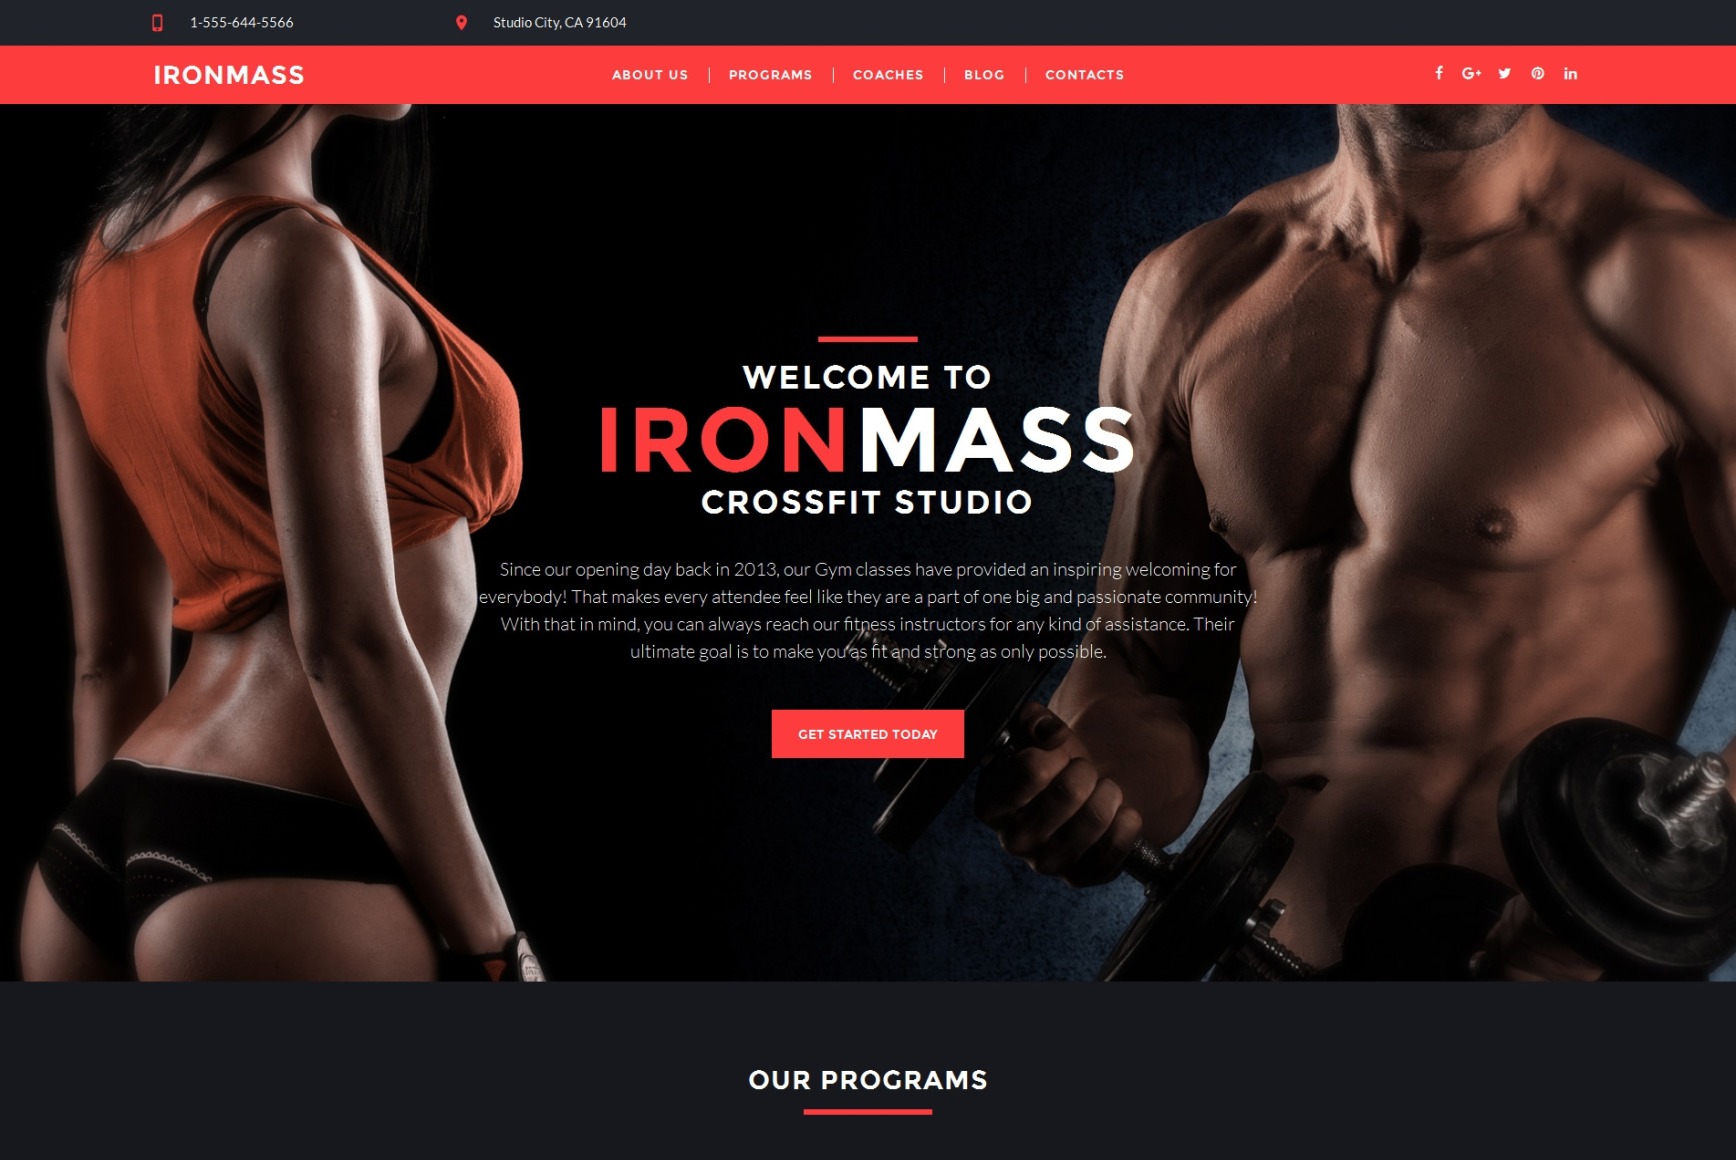 1-555-644-5566
Studio City, CA 91604
IRONMASS
ABOUT US
PROGRAMS
COACHES
BLOG
CONTACTS
WELCOME TO
IRONMASS
CROSSFIT STUDIO
Since our opening day back in 2013, our Gym classes have provided an inspiring welcoming for
everybody! That makes every attendee feel like they are a part of one big and passionate community!
With that in mind, you can always reach our fitness instructors for any kind of assistance. Their
ultimate goal is to make you as fit and strong as only possible.
GET STARTED TODAY
OUR PROGRAMS